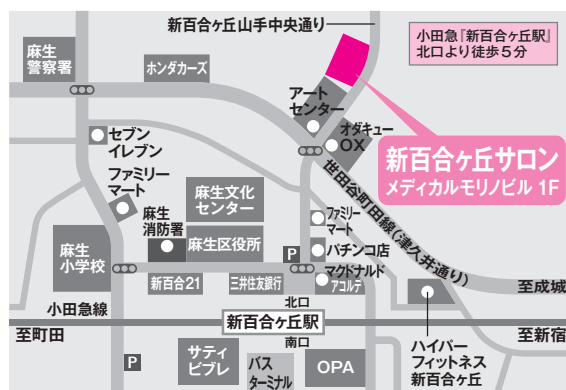 新百合ヶ丘山手中央通り
小田急『新百合ヶ丘駅』
北口より徒歩5分
麻生
警察署
ホンダカーズ
アート
センター
オダキュー
OX
新百合ヶ丘サロン
メディカルモリノビル 1F
セブン
イレブン
世田谷町田線(津久井通り)
ファミリー
マート
麻生文化
センター
麻生
消防署
麻生区役所
ファミリー
マート
P
パチンコ店
麻生
小学校
新百合21
三井住友銀行
マクドナルド
アコルデ
北口
至成城
小田急線
新百合ヶ丘駅
至町田
至新宿
南口
P
サティ
ビブレ
バス
ターミナル
OPA
ハイパー
フィットネス
新百合ヶ丘